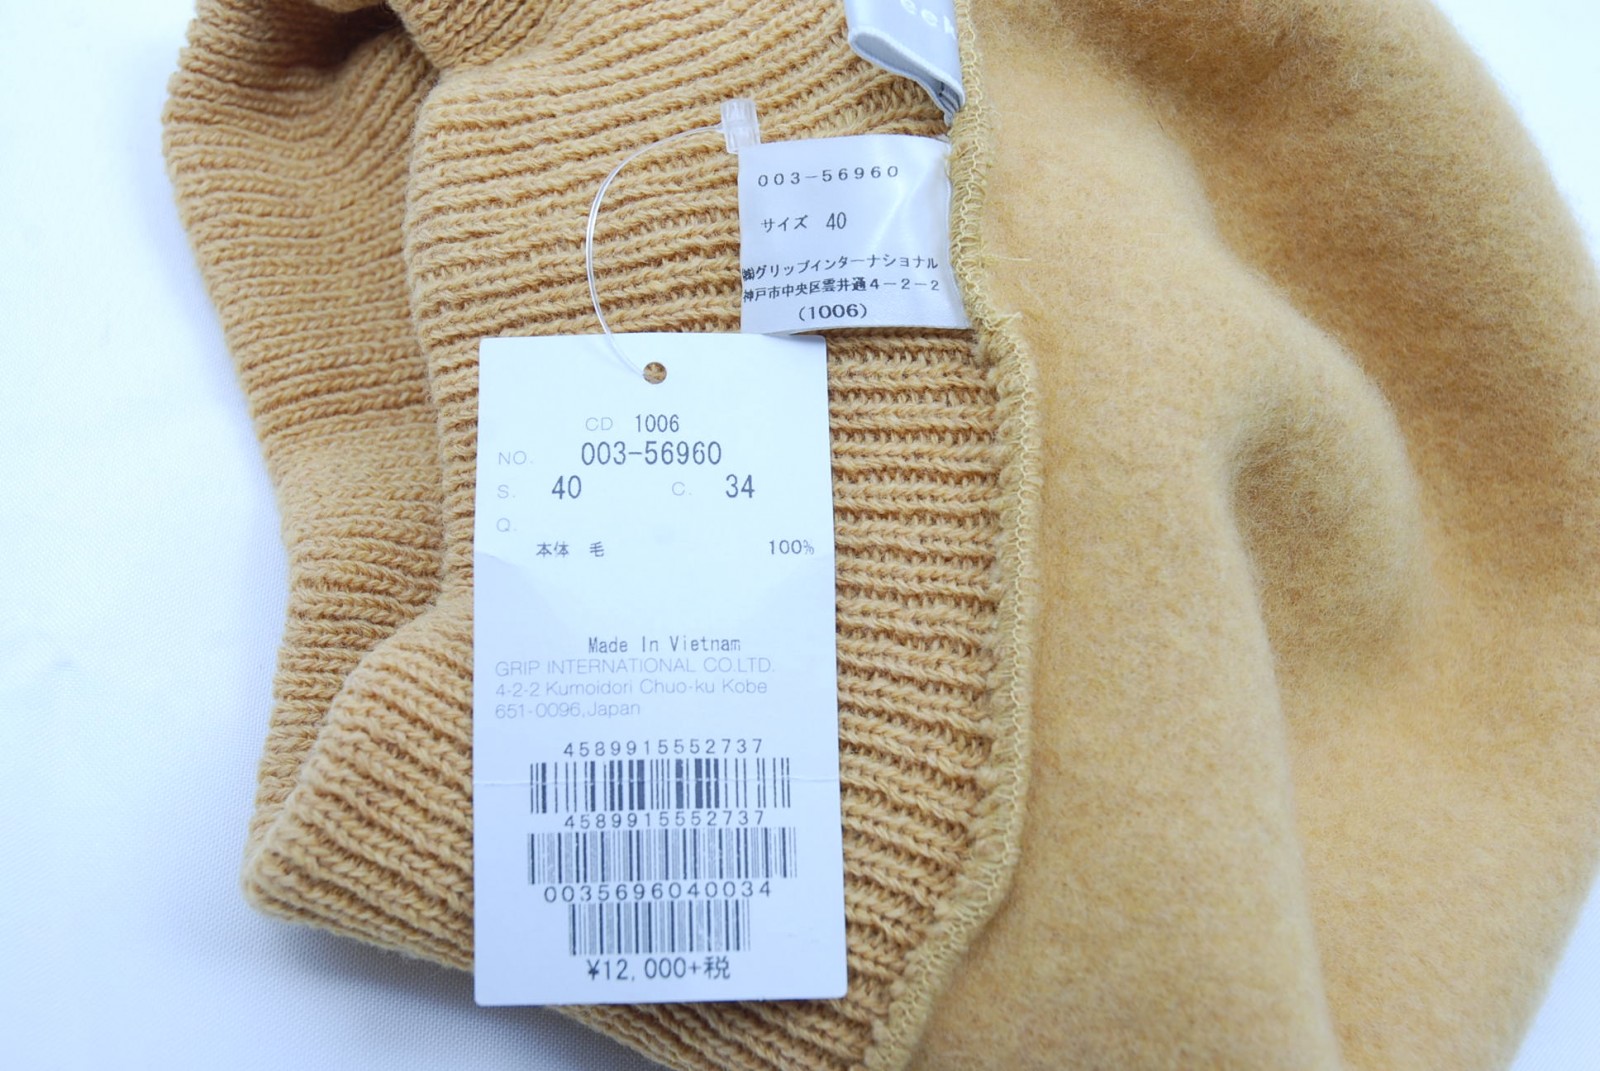 003-56960
サイズ 40
㈱グリップインターナショナル
神戸市中央区雲井通4-2-2
(1006)
CD 1006
NO. 003-56960
S. 40 C. 34
Q.
本体 毛 100%
Made In Vietnam
GRIP INTERNATIONAL CO.LTD.
4-2-2 Kumoidori Chuo-ku Kobe
651-0096,Japan
4589915552737
4589915552737
0035696040034
¥12,000+税